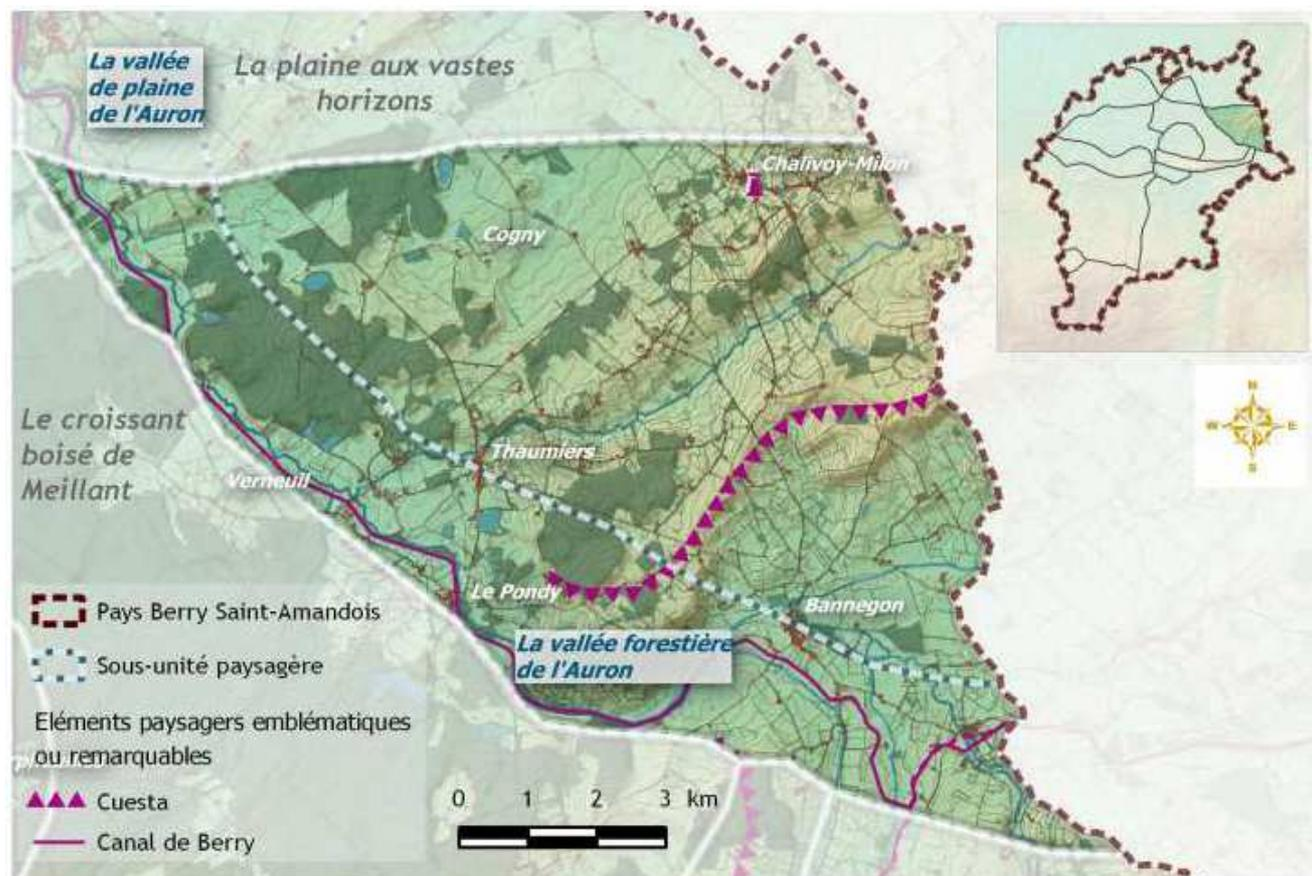 La vallée
de plaine
de l'Auron
La plaine aux vastes
horizons
Chalivoy-Milon
Cogny
Le croissant
boisé de
Meillant
Thaumiers
Verneuil
Le Pondy
Bannegon
La vallée forestière
de l'Auron
Pays Berry Saint-Amandois
Sous-unité paysagère
Eléments paysagers emblématiques
ou remarquables
Cuesta
Canal de Berry
0 1 2 3 km
N
W E
S